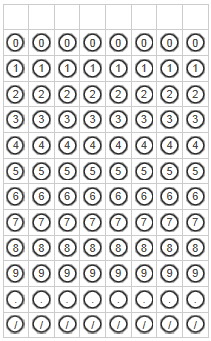 0 0 0 0 0 0 0 0
1 1 1 1 1 1 1 1
2 2 2 2 2 2 2 2
3 3 3 3 3 3 3 3
4 4 4 4 4 4 4 4
5 5 5 5 5 5 5 5
6 6 6 6 6 6 6 6
7 7 7 7 7 7 7 7
8 8 8 8 8 8 8 8
9 9 9 9 9 9 9 9
. . . . . . . .
/ / / / / / / /